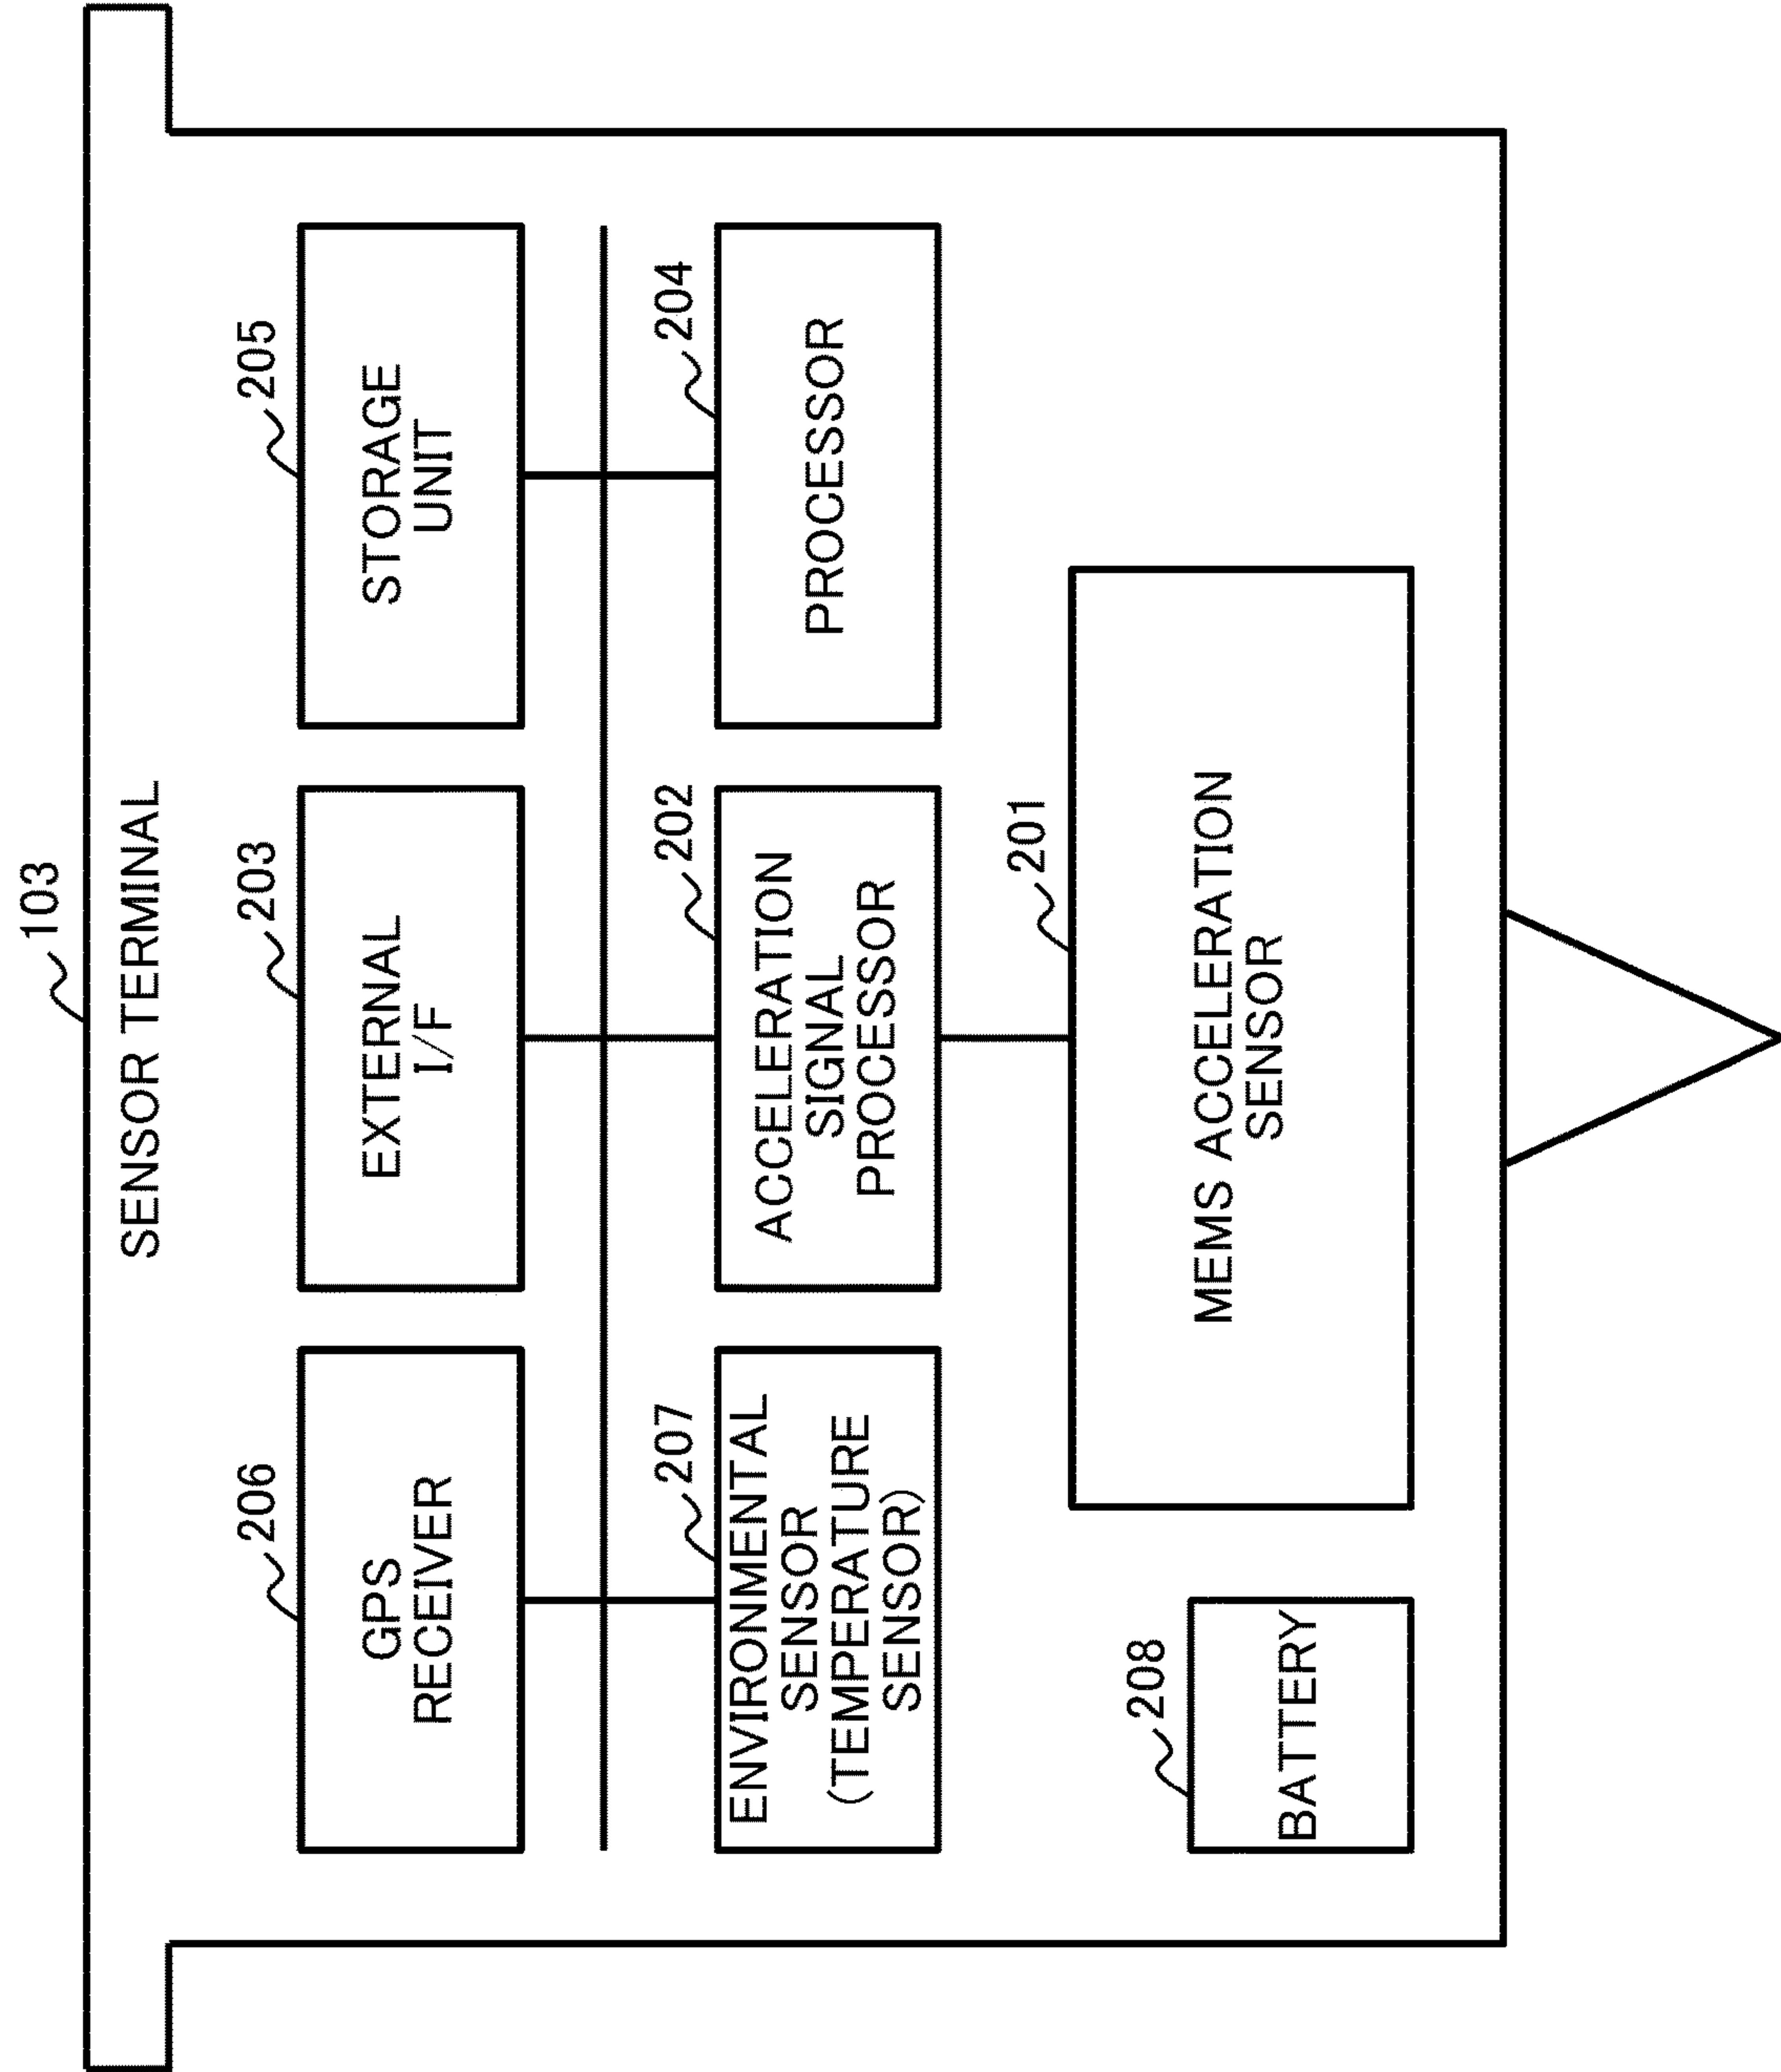 103
SENSOR TERMINAL
206
GPS
RECEIVER
203
EXTERNAL
I/F
205
STORAGE
UNIT
207
ENVIRONMENTAL
SENSOR
(TEMPERATURE
SENSOR)
202
ACCELERATION
SIGNAL
PROCESSOR
204
PROCESSOR
208
BATTERY
201
MEMS ACCELERATION
SENSOR